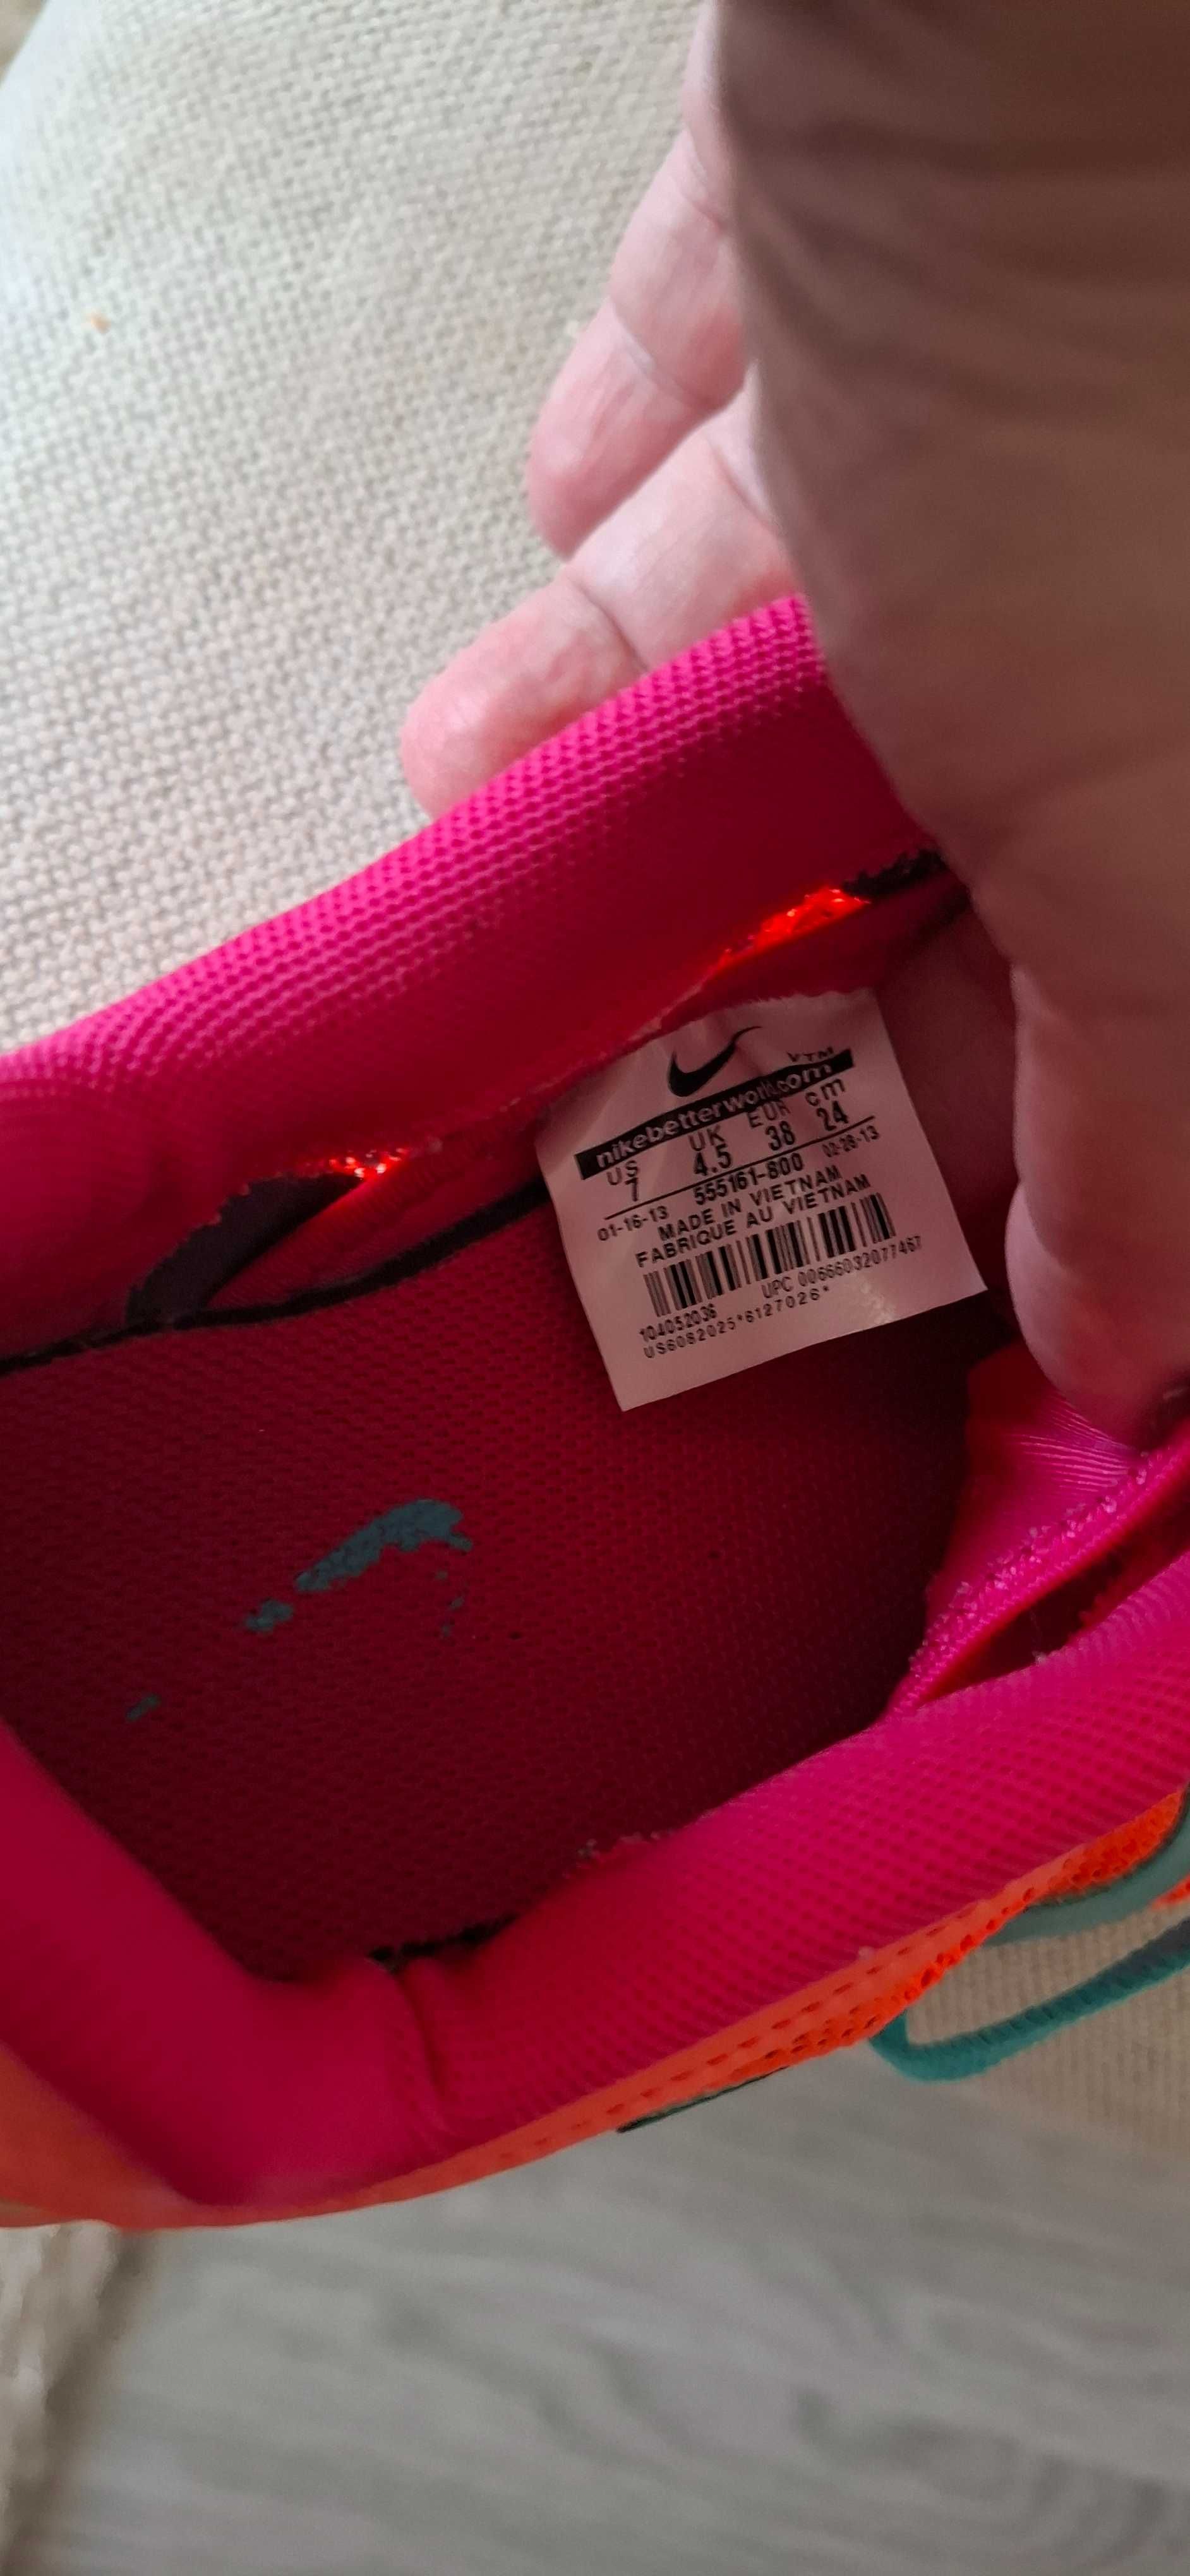 VTM
nikebetterworld.com
US UK EUR cm
7 4.5 38 24
555161-800
01-16-13 02-28-13
MADE IN VIETNAM
FABRIQUE AU VIETNAM
104052036 UPC 00666032077467
US6082025*6127026*